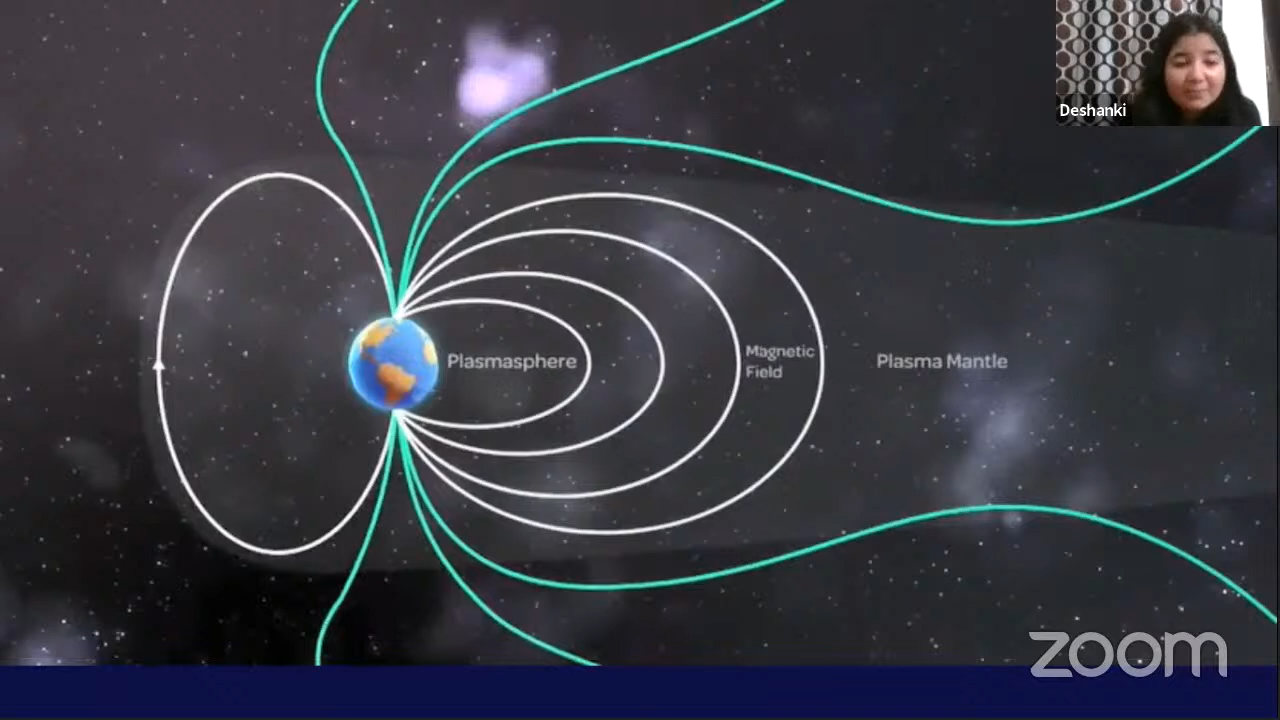 Deshanki
Plasmasphere
Magnetic
Field
Plasma Mantle
zoom